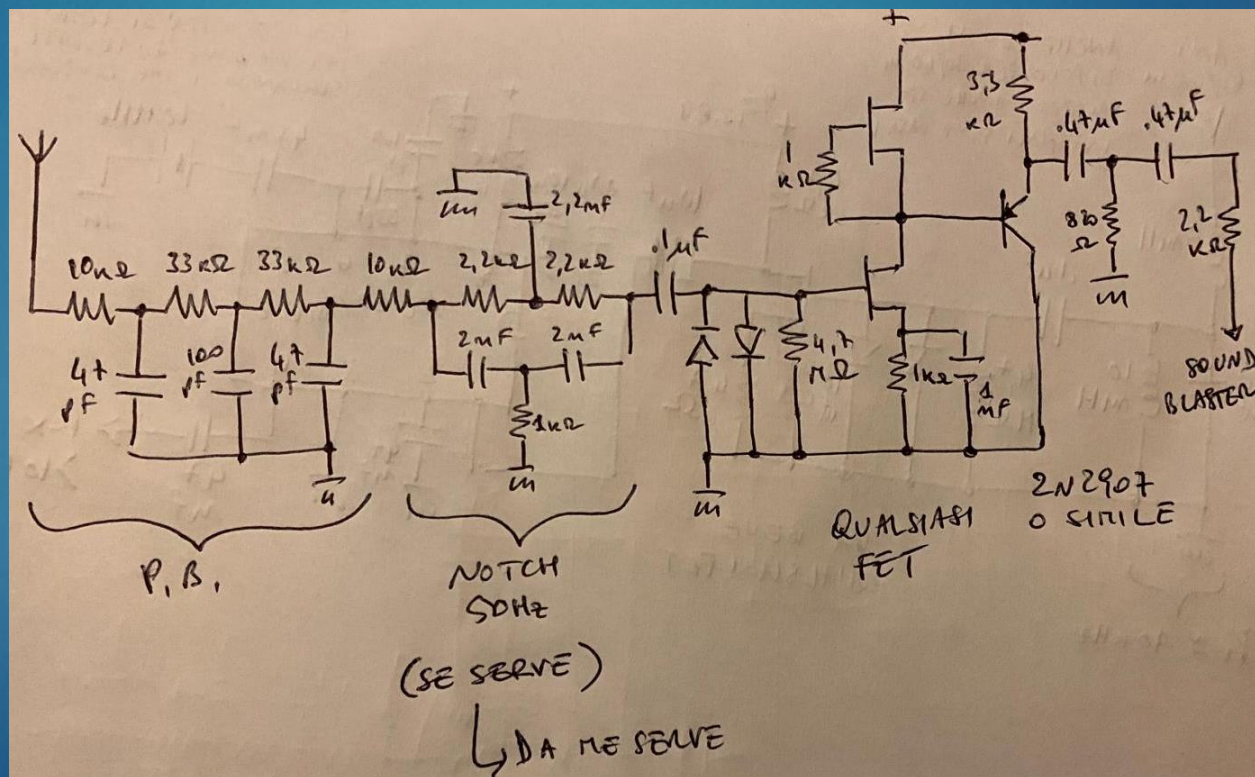 +
3,3
KΩ
.47µF
.47µF
1
KΩ
2,2mF
820
Ω
2,2
KΩ
.1µF
10KΩ
33KΩ
33KΩ
10KΩ
2,2KΩ
2,2KΩ
47
pF
100
pF
47
pF
2mF
2mF
4,7
MΩ
1KΩ
1
mF
1KΩ
SOUND
BLASTER
2N2907
O SIMILE
QUALSIASI
FET
P.B.
NOTCH
50HZ
(SE SERVE)
DA ME SERVE